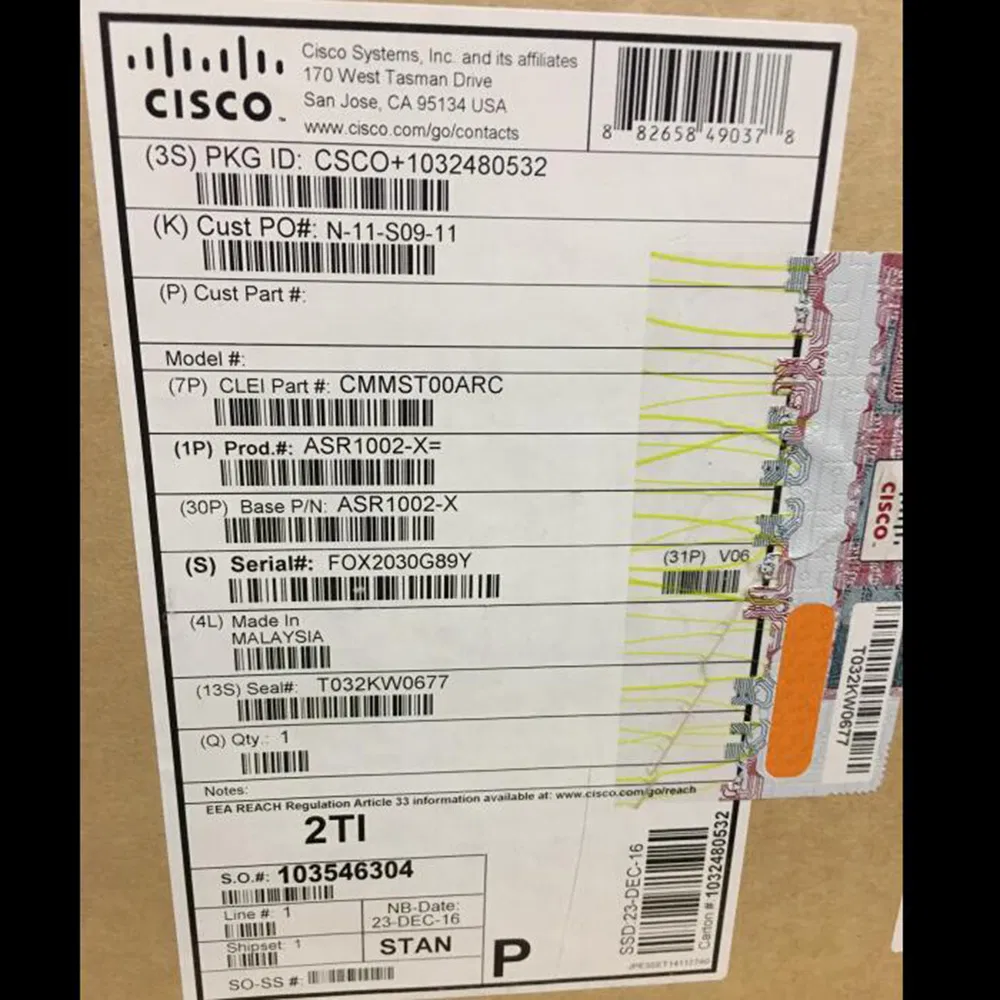 CISCO
Cisco Systems, Inc. and its affiliates
170 West Tasman Drive
San Jose, CA 95134 USA
www.cisco.com/go/contacts
8 82658 49037 8
(3S) PKG ID: CSCO+1032480532
(K) Cust PO#: N-11-S09-11
(P) Cust Part #:
Model #:
(7P) CLEI Part #: CMMST00ARC
(1P) Prod.#: ASR1002-X=
(30P) Base P/N: ASR1002-X
(S) Serial#: FOX2030G89Y
(31P) V06
(4L) Made In
MALAYSIA
(13S) Seal#: T032KW0677
(Q) Qty.: 1
Notes:
EEA REACH Regulation Article 33 information available at: www.cisco.com/go/reach
2TI
S.O.#: 103546304
Line #: 1
NB-Date:
23-DEC-16
Shipset: 1
STAN
SO-SS #:
P
SSD:23-DEC-16
Carton # 1032480532
CISCO
T032KW0677